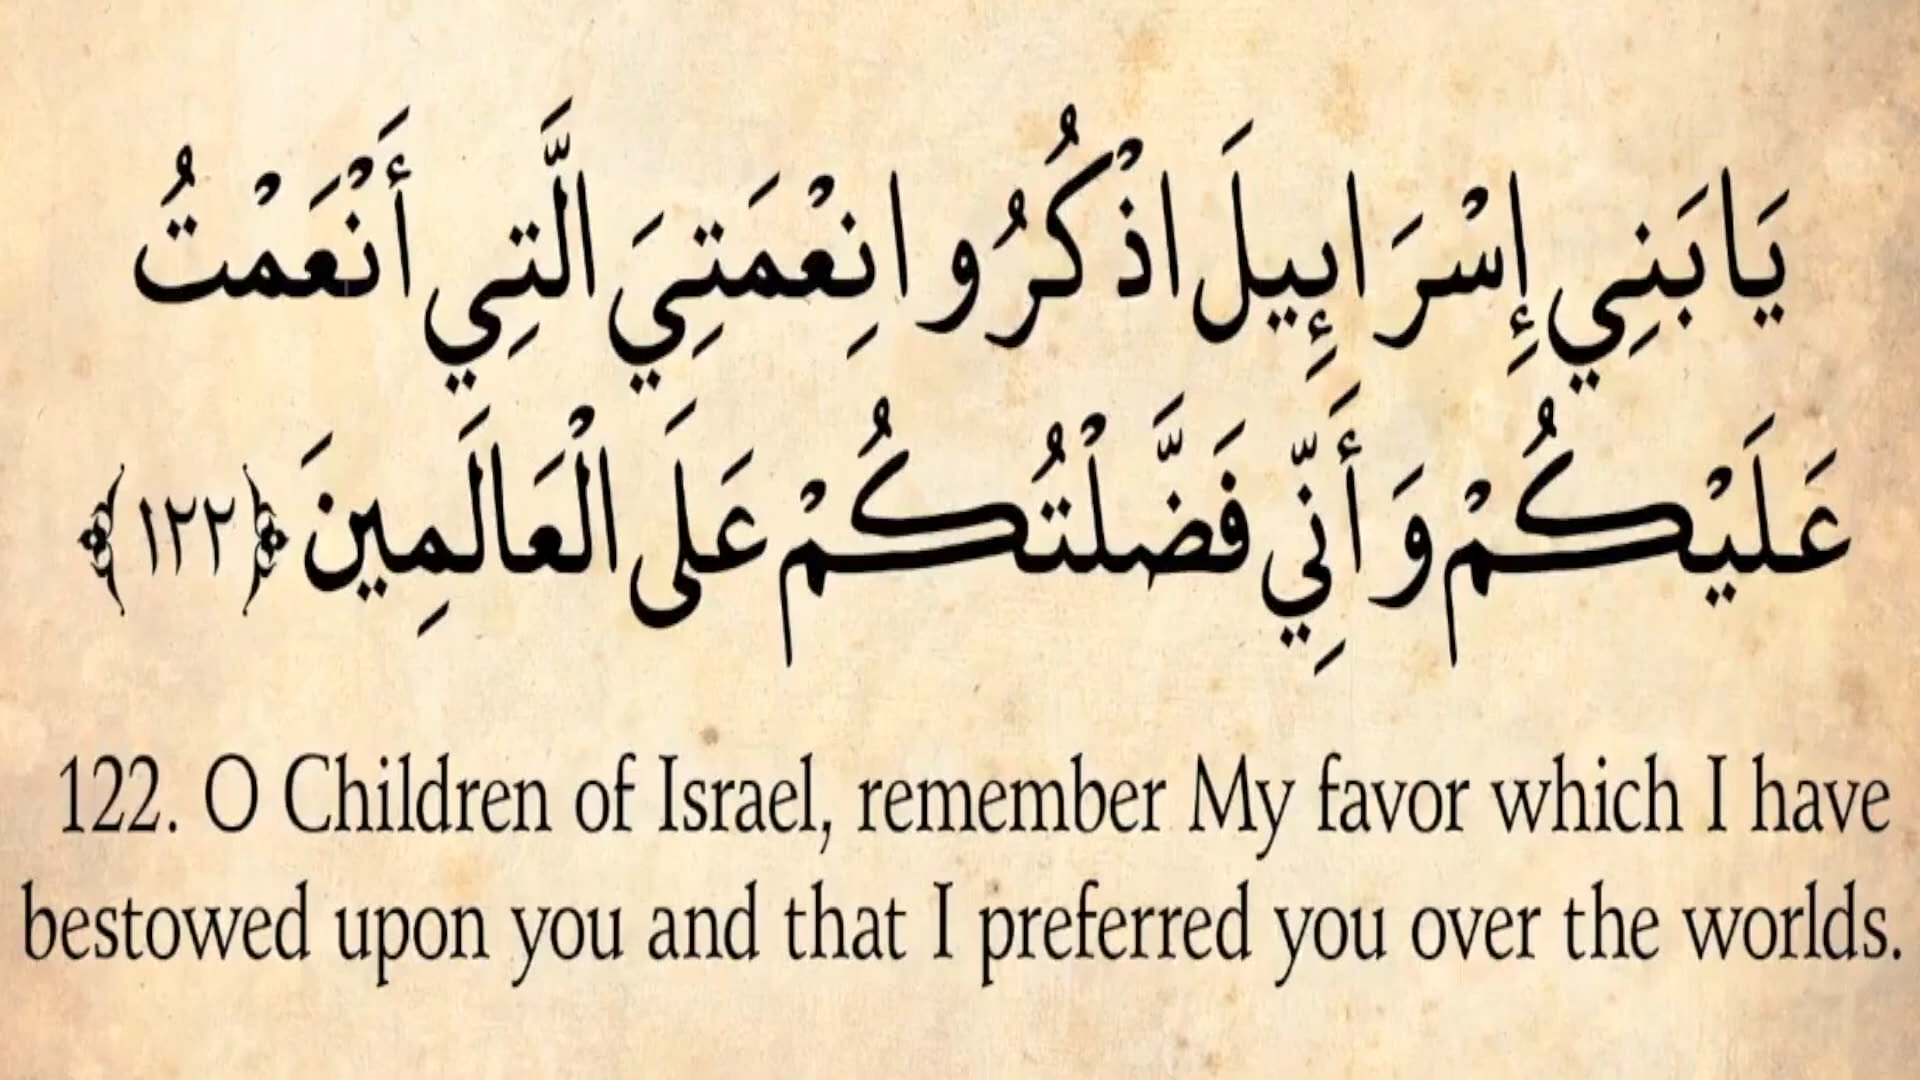 يَا بَنِي إِسْرَائِيلَ اذْكُرُوا نِعْمَتِيَ الَّتِي أَنْعَمْتُ
عَلَيْكُمْ وَأَنِّي فَضَّلْتُكُمْ عَلَى الْعَالَمِينَ ﴿١٢٢﴾
122. O Children of Israel, remember My favor which I have
bestowed upon you and that I preferred you over the worlds.